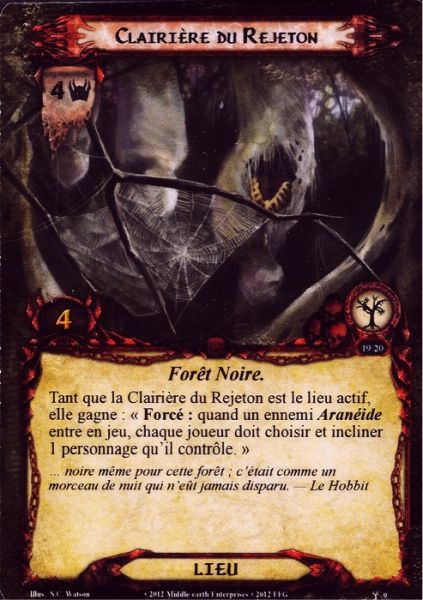 Clairière du Rejeton
4
4
19-20
Forêt Noire.
Tant que la Clairière du Rejeton est le lieu actif,
elle gagne : « Forcé : quand un ennemi Aranéide
entre en jeu, chaque joueur doit choisir et incliner
1 personnage qu'il contrôle. »
... noire même pour cette forêt ; c'était comme un
morceau de nuit qui n'eût jamais disparu. — Le Hobbit
LIEU
Illus. S.C. Watson
©2012 Middle earth Enterprises ©2012 FFG
9